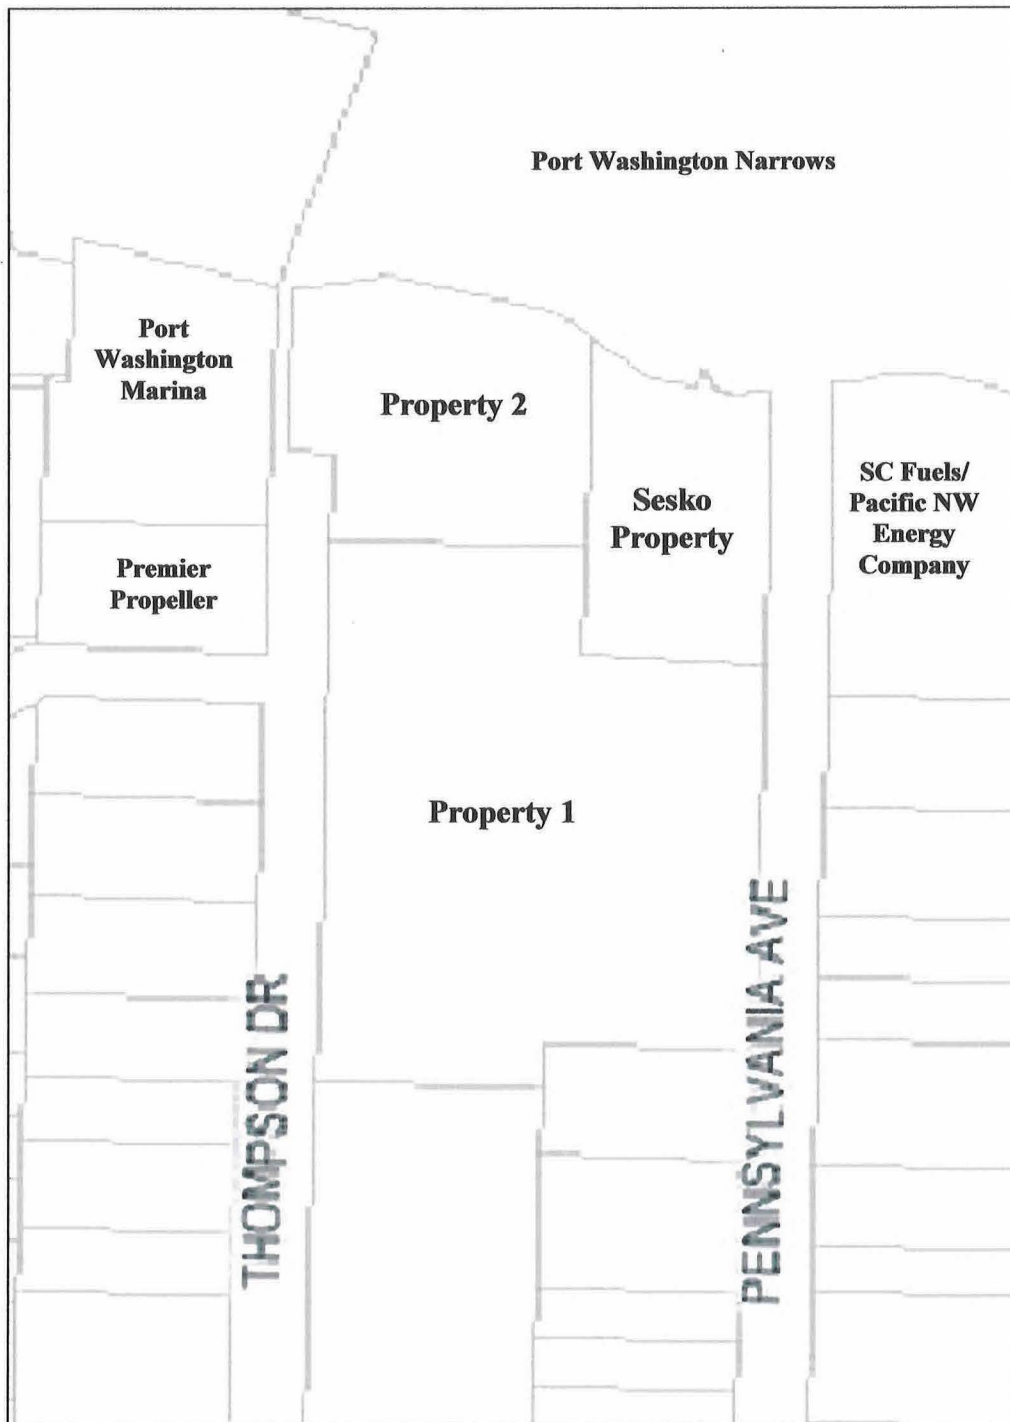 Port Washington Narrows
Port
Washington
Marina
Property 2
Sesko
Property
SC Fuels/
Pacific NW
Energy
Company
Premier
Propeller
Property 1
THOMPSON DR
PENNSYLVANIA AVE